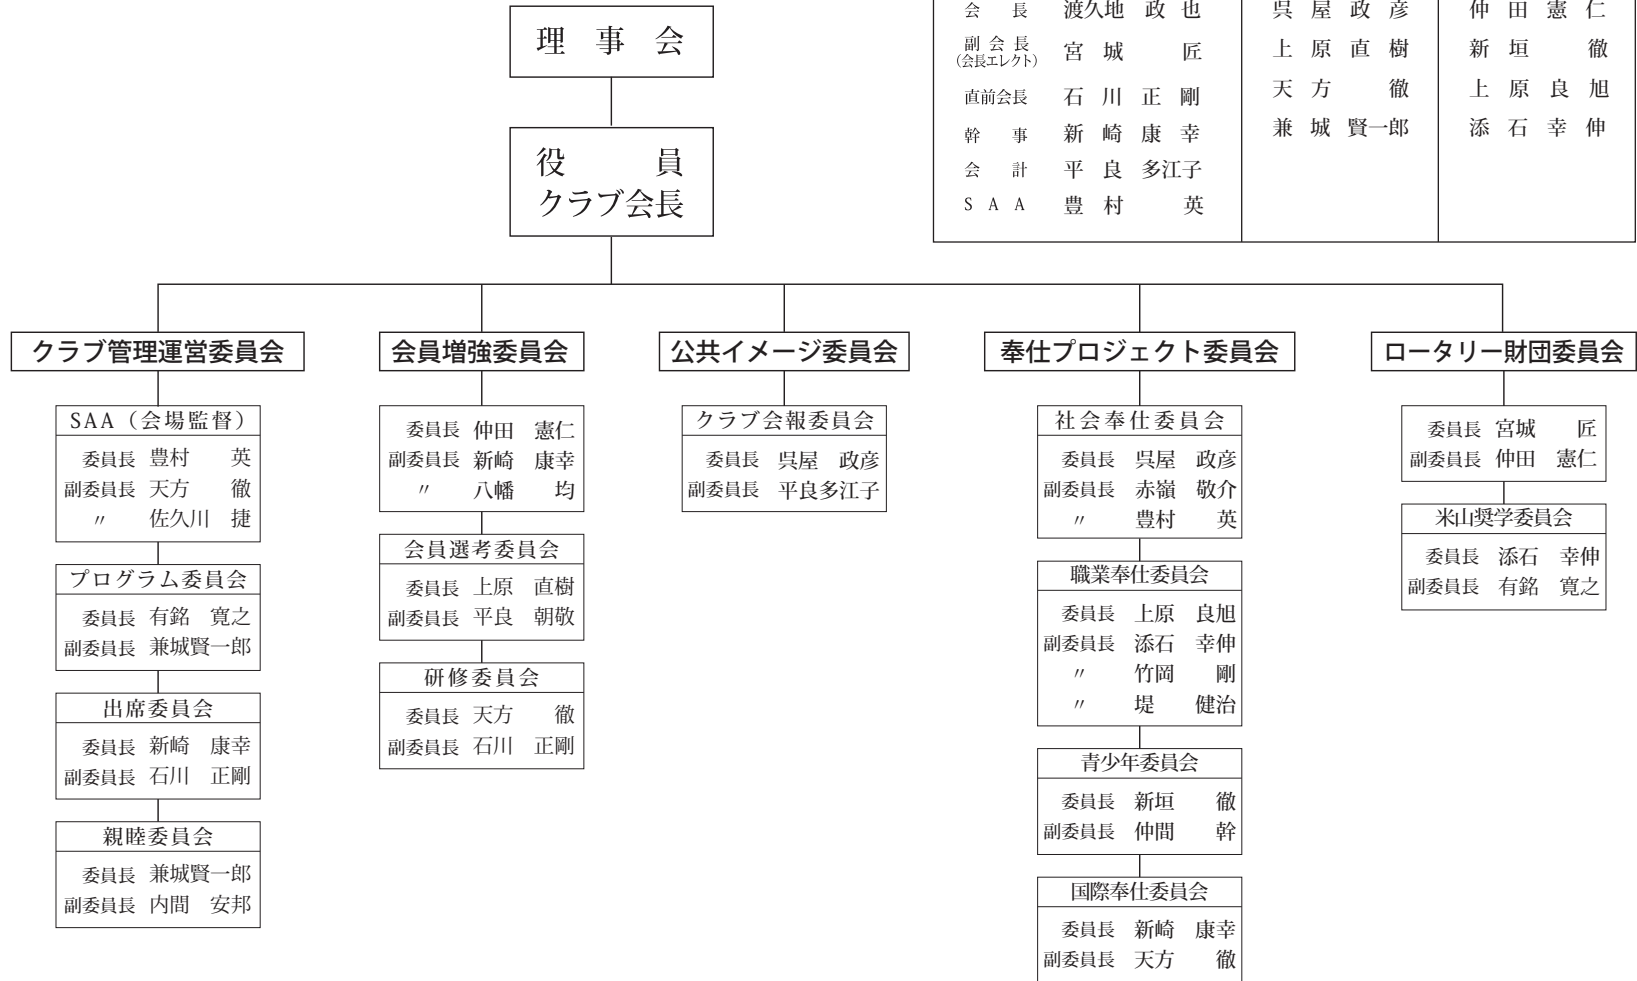 理事会
役員
クラブ会長
会長 渡久地政也 呉屋政彦 仲田憲仁
副会長
(会長エレクト) 宮城匠 上原直樹 新垣徹
直前会長 石川正剛 天方徹 上原良旭
幹事 新崎康幸 兼城賢一郎 添石幸伸
会計 平良多江子
SAA 豊村英
クラブ管理運営委員会
SAA（会場監督）
委員長 豊村 英
副委員長 天方 徹
〃 佐久川 捷
プログラム委員会
委員長 有銘 寛之
副委員長 兼城賢一郎
出席委員会
委員長 新崎 康幸
副委員長 石川 正剛
親睦委員会
委員長 兼城賢一郎
副委員長 内間 安邦
会員増強委員会
委員長 仲田 憲仁
副委員長 新崎 康幸
〃 八幡 均
会員選考委員会
委員長 上原 直樹
副委員長 平良 朝敬
研修委員会
委員長 天方 徹
副委員長 石川 正剛
公共イメージ委員会
クラブ会報委員会
委員長 呉屋 政彦
副委員長 平良多江子
奉仕プロジェクト委員会
社会奉仕委員会
委員長 呉屋 政彦
副委員長 赤嶺 敬介
〃 豊村 英
職業奉仕委員会
委員長 上原 良旭
副委員長 添石 幸伸
〃 竹岡 剛
〃 堤 健治
青少年委員会
委員長 新垣 徹
副委員長 仲間 幹
国際奉仕委員会
委員長 新崎 康幸
副委員長 天方 徹
ロータリー財団委員会
委員長 宮城 匠
副委員長 仲田 憲仁
米山奨学委員会
委員長 添石 幸伸
副委員長 有銘 寛之